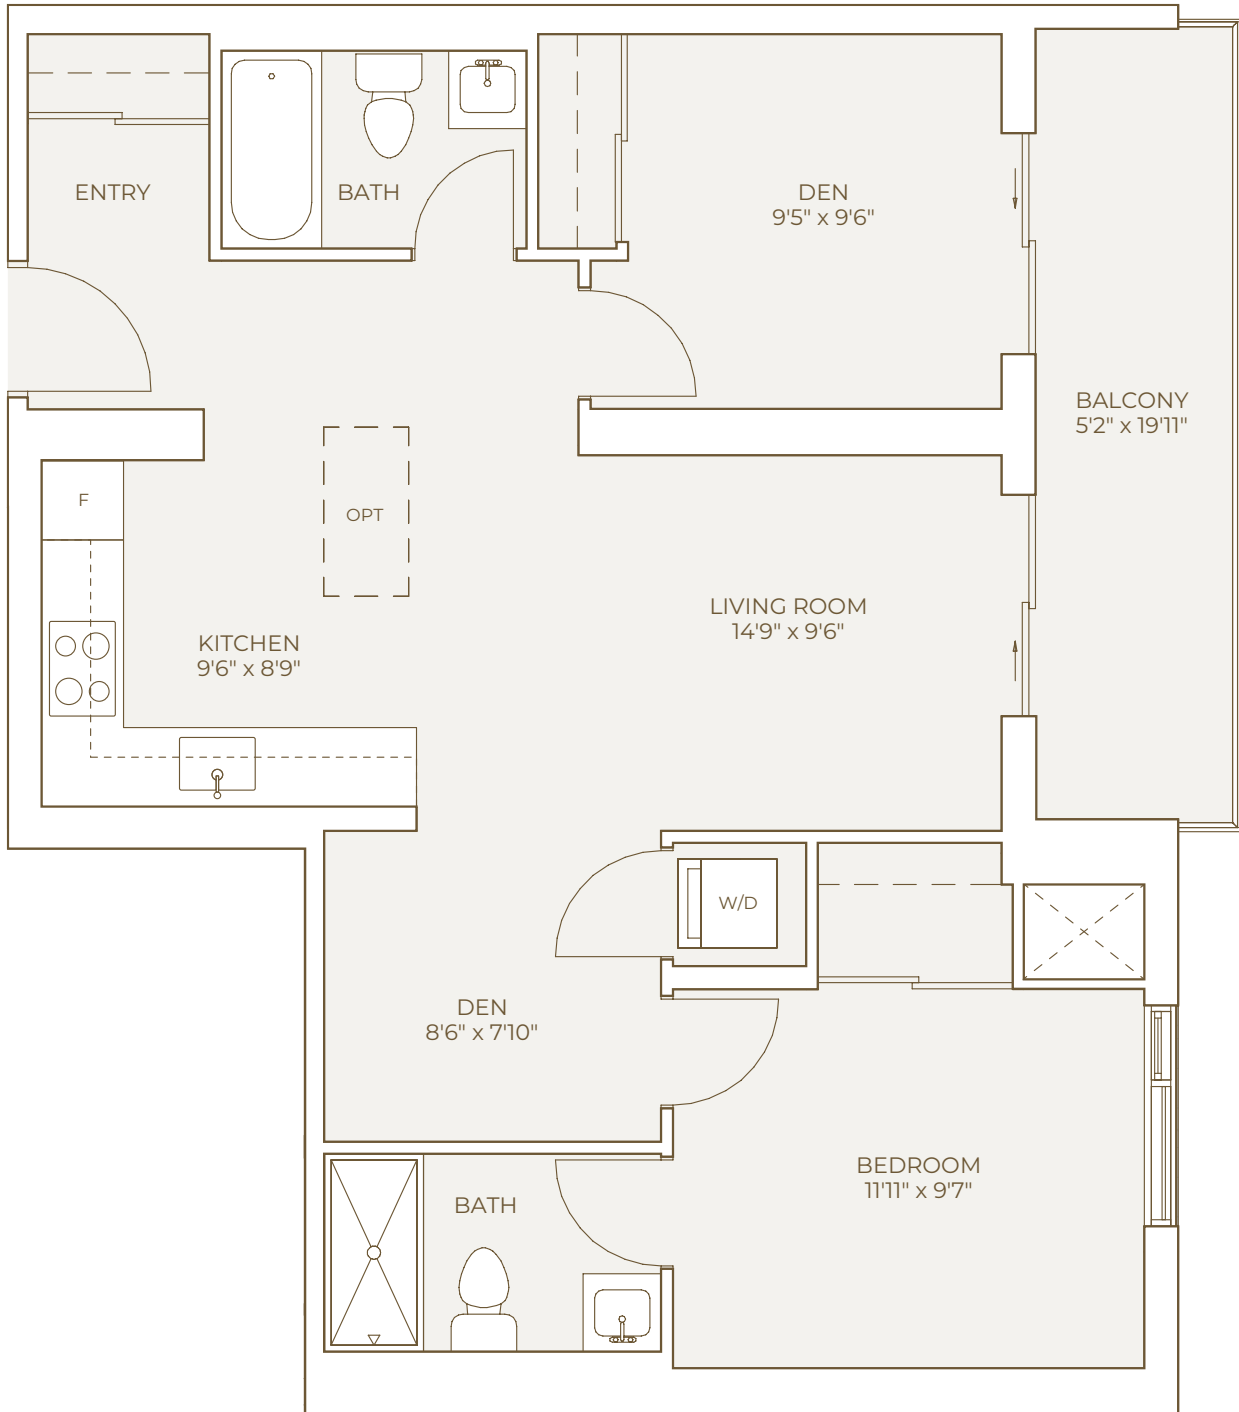 ENTRY
BATH
DEN
9'5" x 9'6"
BALCONY
5'2" x 19'11"
F
OPT
LIVING ROOM
14'9" x 9'6"
KITCHEN
9'6" x 8'9"
W/D
DEN
8'6" x 7'10"
BEDROOM
11'11" x 9'7"
BATH